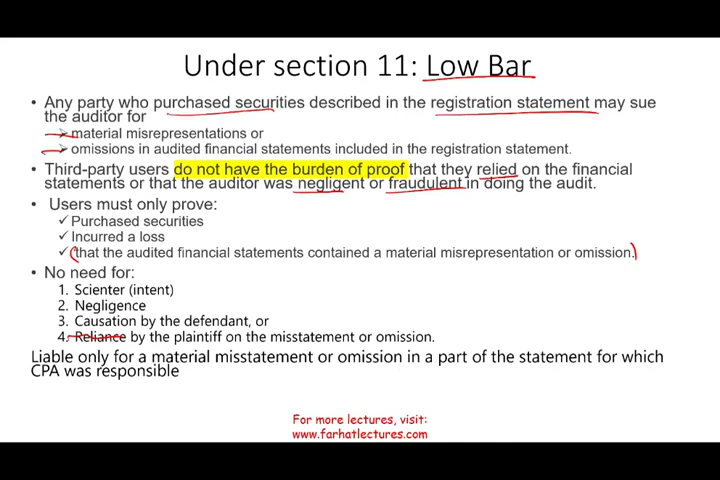 Under section 11: Low Bar
• Any party who purchased securities described in the registration statement may sue
the auditor for
➢ material misrepresentations or
➢ omissions in audited financial statements included in the registration statement.
• Third-party users do not have the burden of proof that they relied on the financial
statements or that the auditor was negligent or fraudulent in doing the audit.
• Users must only prove:
✓ Purchased securities
✓ Incurred a loss
✓ (that the audited financial statements contained a material misrepresentation or omission.)
• No need for:
1. Scienter (intent)
2. Negligence
3. Causation by the defendant, or
4. Reliance by the plaintiff on the misstatement or omission.
Liable only for a material misstatement or omission in a part of the statement for which
CPA was responsible
For more lectures, visit:
www.farhatlectures.com